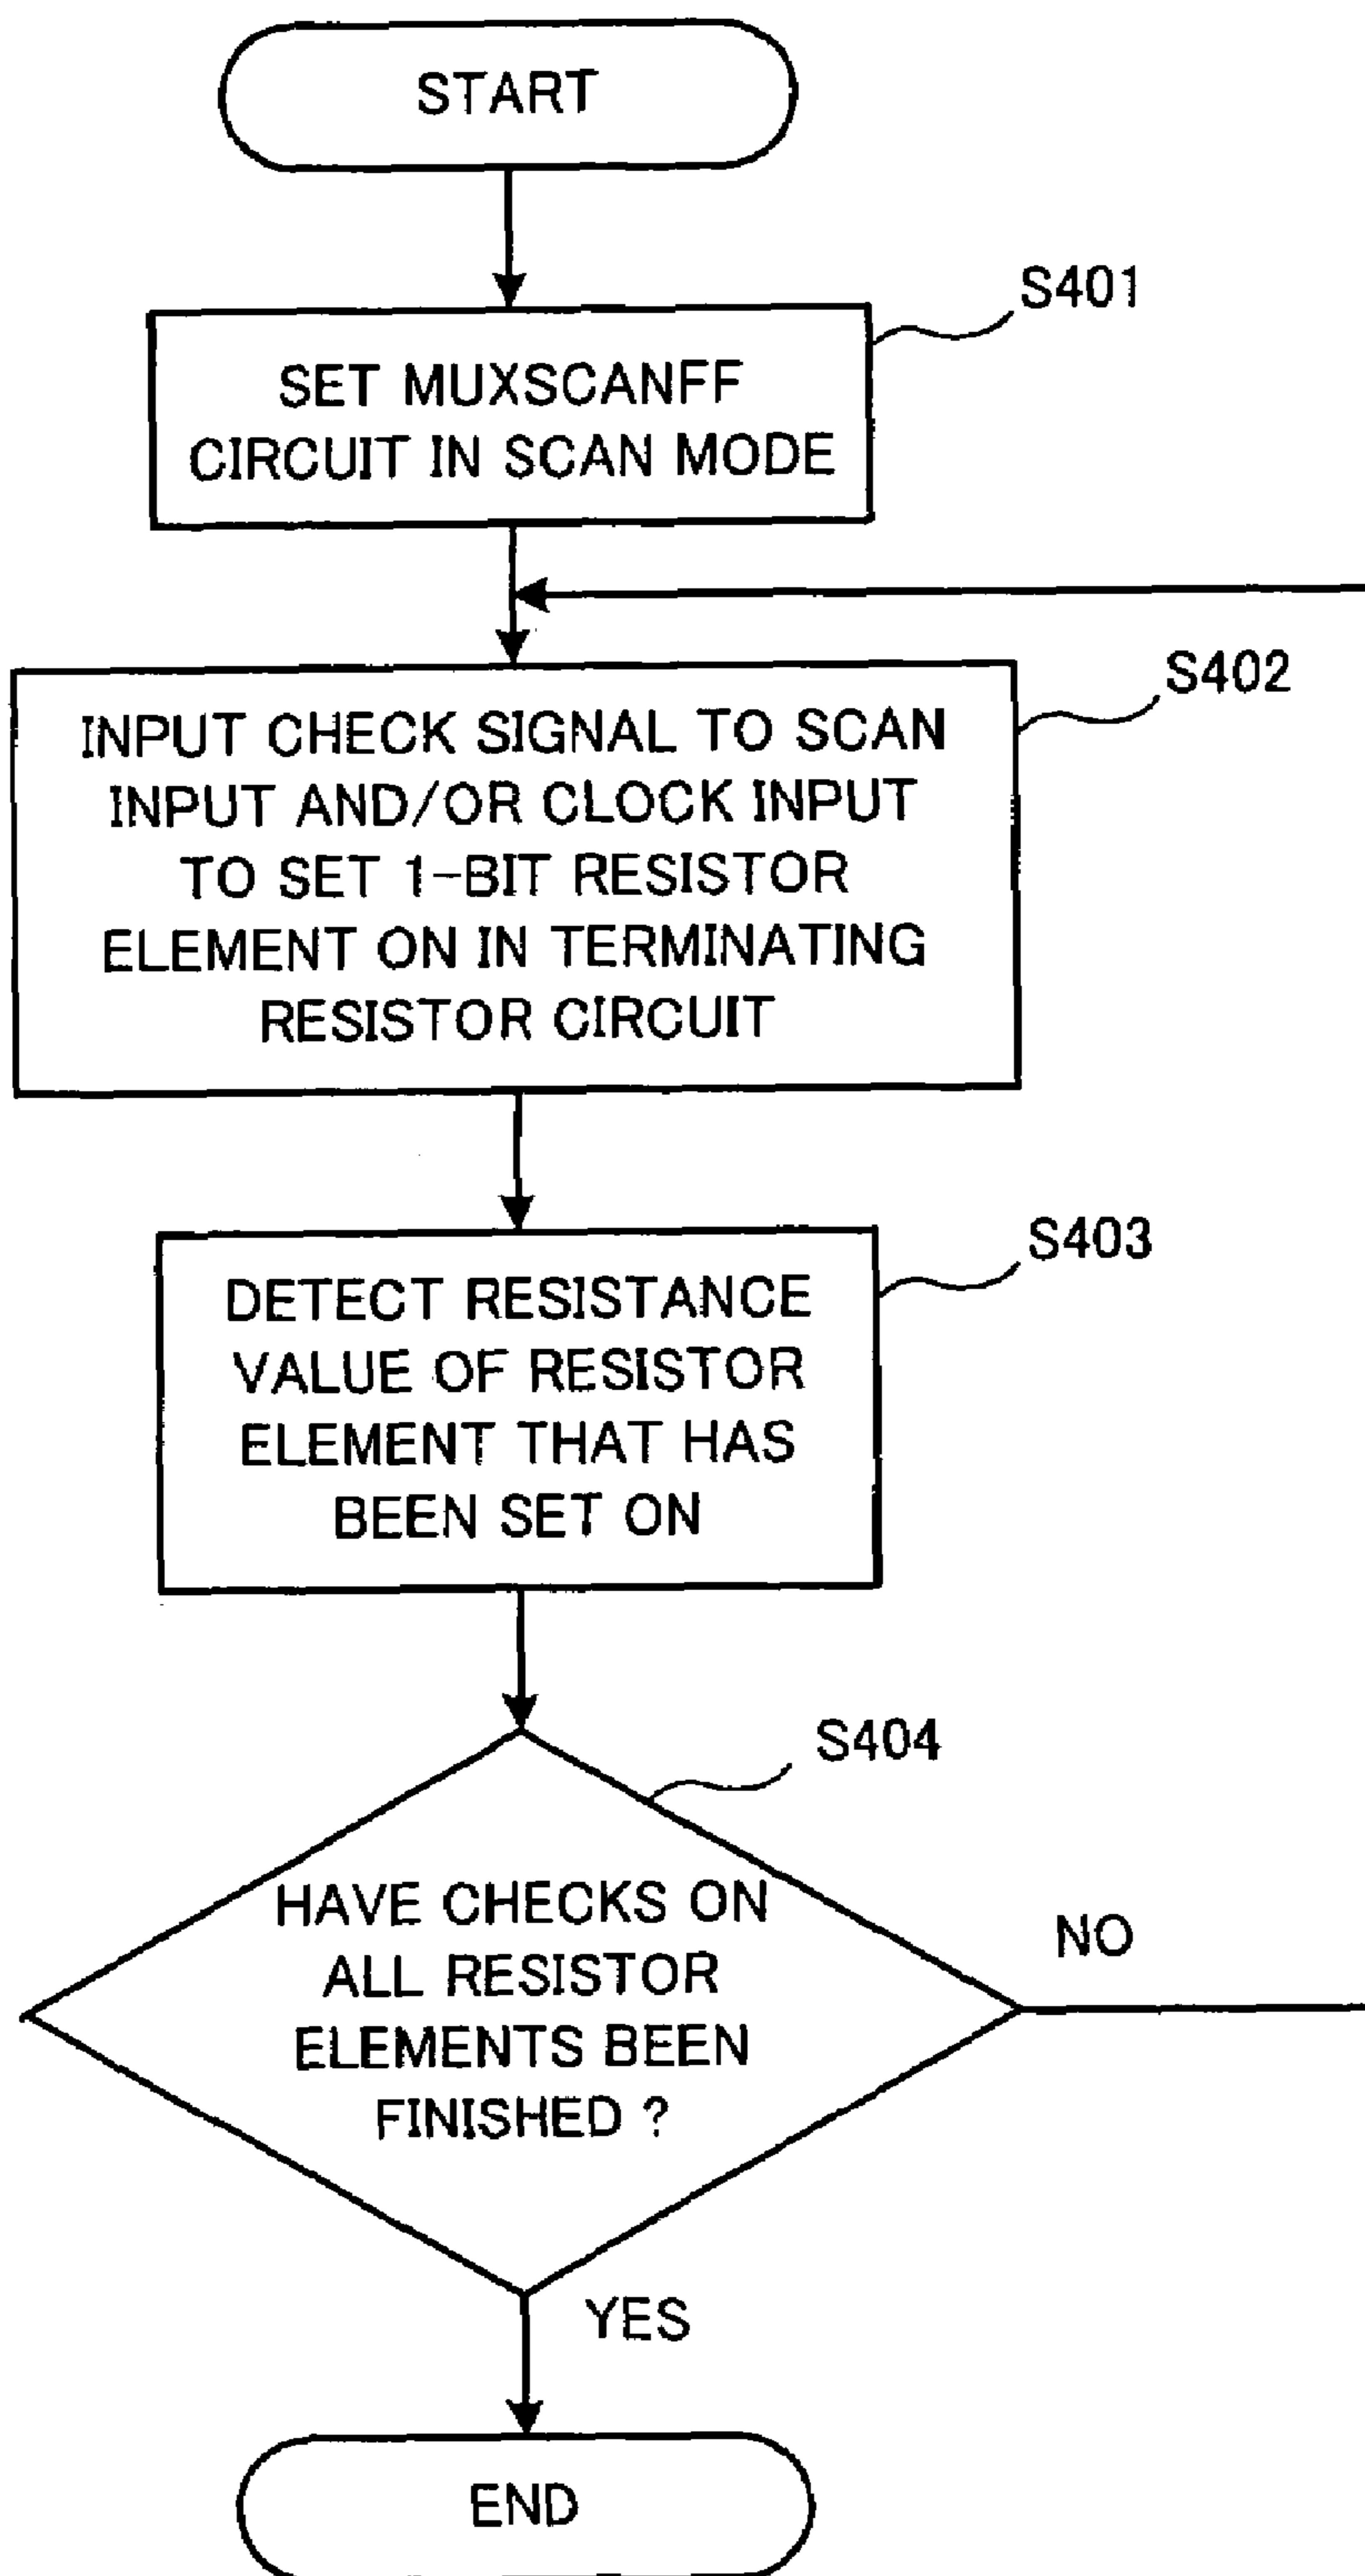 START
S401
SET MUXSCANFF
CIRCUIT IN SCAN MODE
S402
INPUT CHECK SIGNAL TO SCAN
INPUT AND/OR CLOCK INPUT
TO SET 1-BIT RESISTOR
ELEMENT ON IN TERMINATING
RESISTOR CIRCUIT
S403
DETECT RESISTANCE
VALUE OF RESISTOR
ELEMENT THAT HAS
BEEN SET ON
S404
HAVE CHECKS ON
ALL RESISTOR
ELEMENTS BEEN
FINISHED ?
NO
YES
END